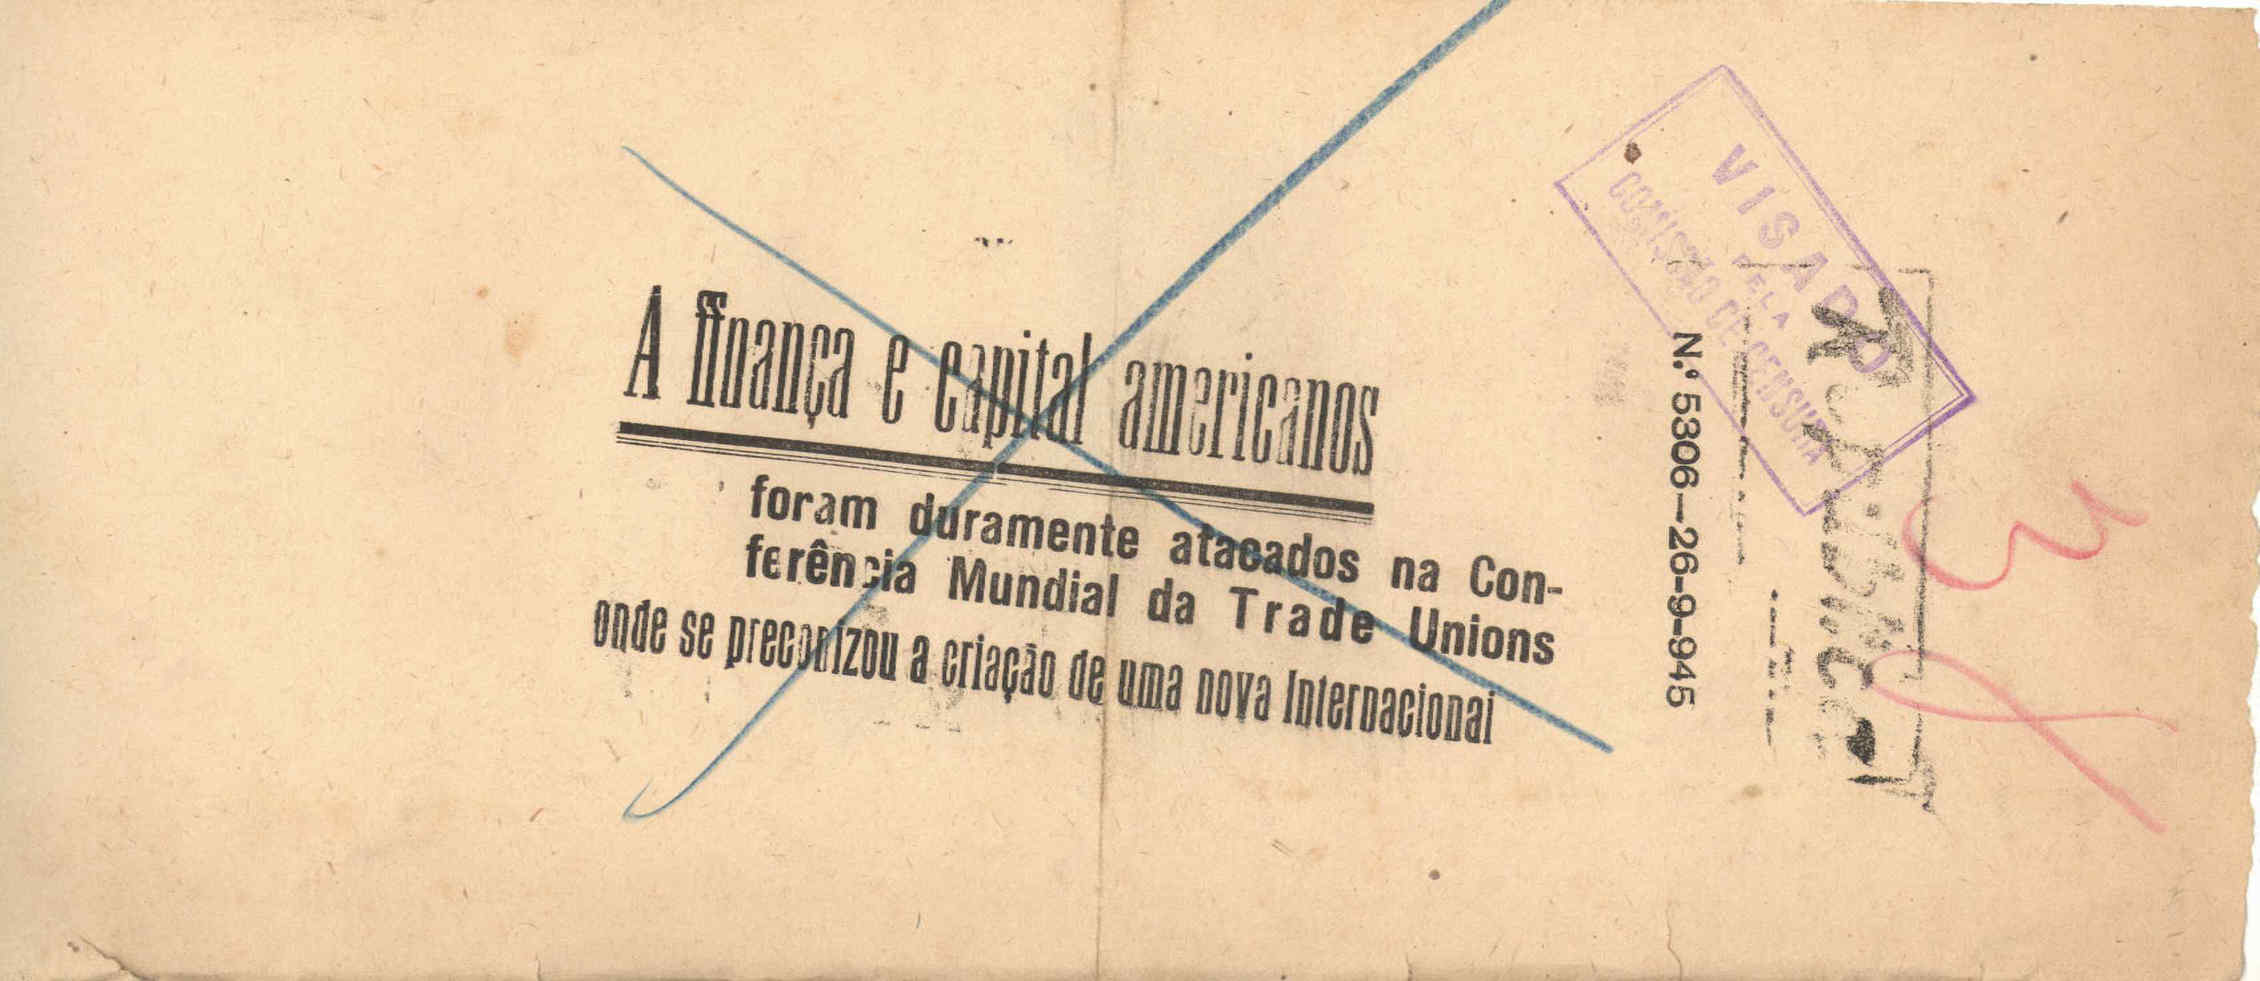 A ffnança e capital americanos
foram duramente atacados na Con-
ferência Mundial da Trade Unions
onde se preconizou a criação de uma nova Internacional
VISADO
PELA
COMISSÃO DE CENSURA
N.º 5306—26-9-945